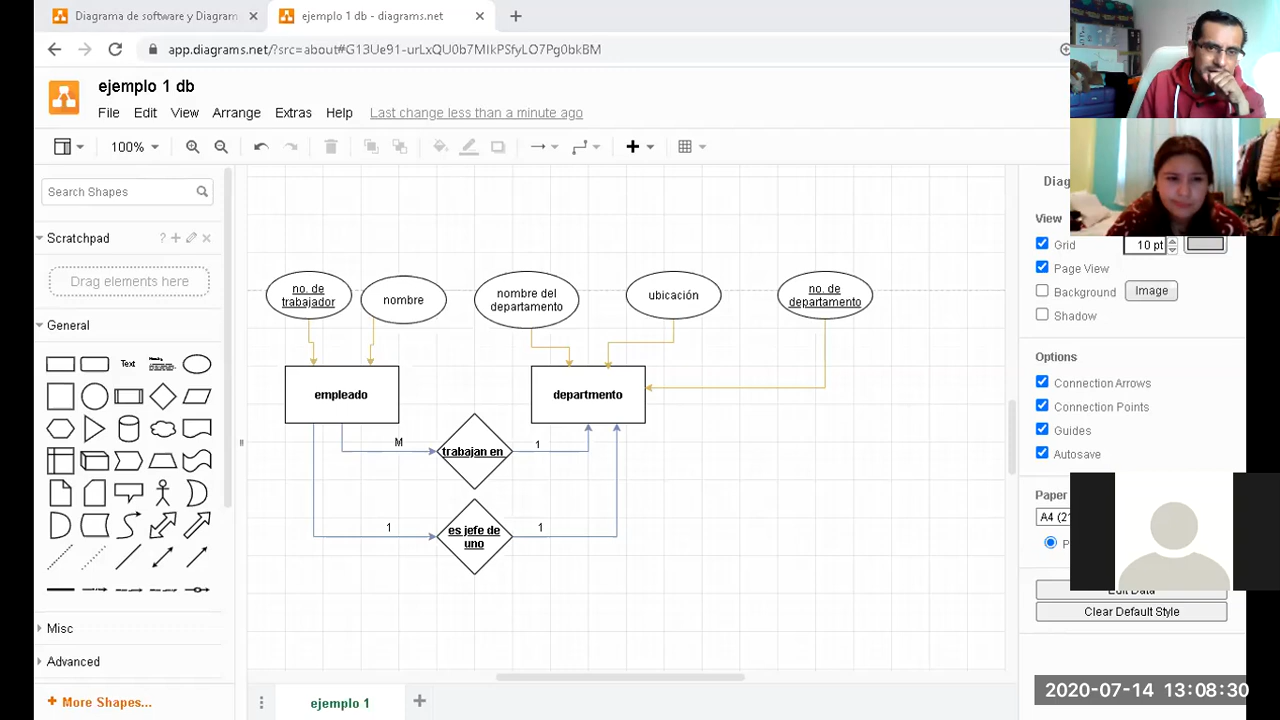 Diagrama de software y Diagram
ejemplo 1 db - diagrams.net
app.diagrams.net/?src=about#G13Ue91-urLxQU0b7MIkPSfyLO7Pg0bkBM
ejemplo 1 db
File Edit View Arrange Extras Help Last change less than a minute ago
100%
Search Shapes
Scratchpad
Drag elements here
General
Text
Misc
Advanced
+ More Shapes...
no. de
trabajador
nombre
nombre del
departamento
ubicación
no. de
departamento
empleado
departmento
M
trabajan en
1
1
es jefe de
uno
1
ejemplo 1
Diag
View
Grid
10 pt
Page View
Background
Image
Shadow
Options
Connection Arrows
Connection Points
Guides
Autosave
Paper
A4 (2
P
Edit Data
Clear Default Style
2020-07-14 13:08:30